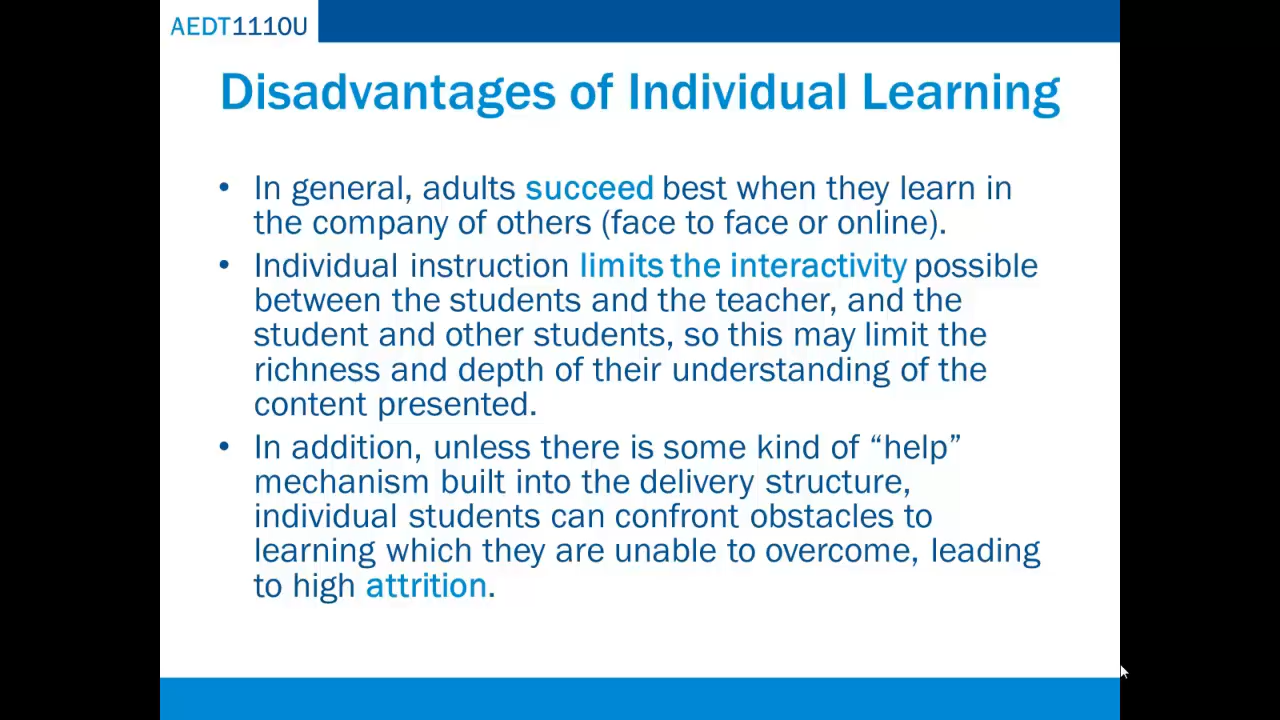 AEDT1110U
Disadvantages of Individual Learning
• In general, adults succeed best when they learn in
the company of others (face to face or online).
• Individual instruction limits the interactivity possible
between the students and the teacher, and the
student and other students, so this may limit the
richness and depth of their understanding of the
content presented.
• In addition, unless there is some kind of “help”
mechanism built into the delivery structure,
individual students can confront obstacles to
learning which they are unable to overcome, leading
to high attrition.